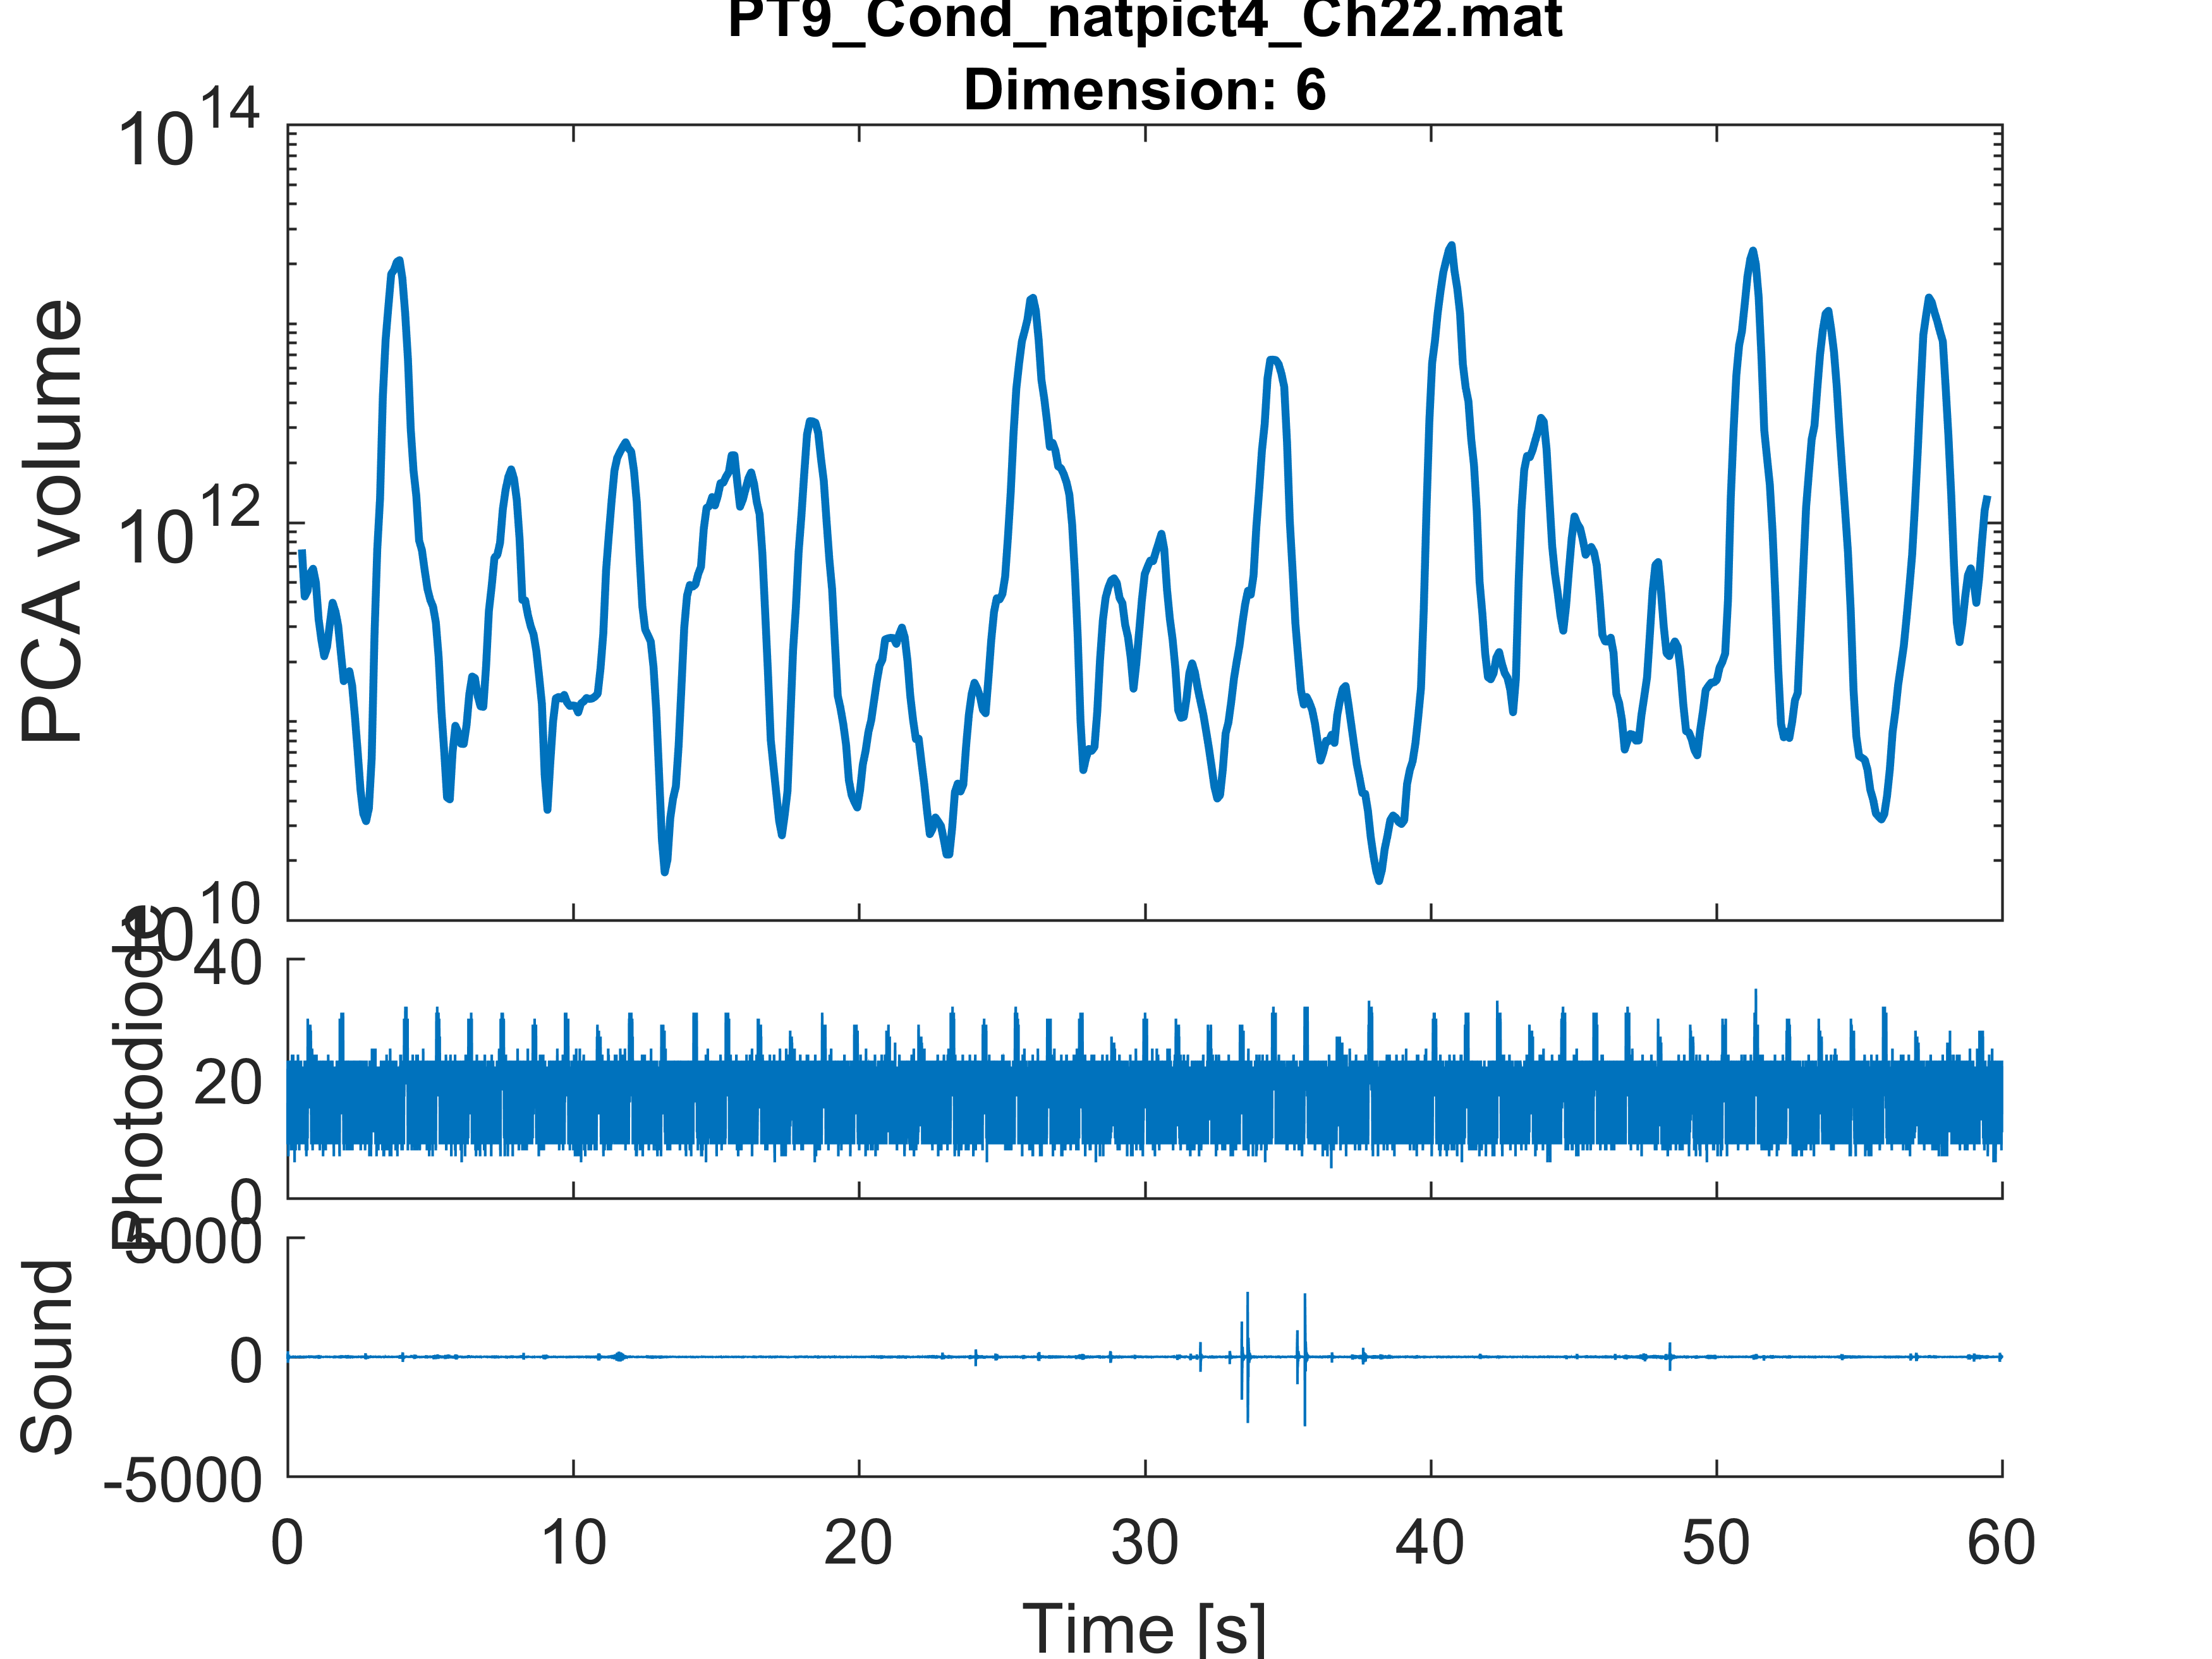 PT9_Cond_natpict4_Ch22.mat
Dimension: 6
PCA volume
10^14
10^12
10^10
Photodiode
40
20
0
Sound
5000
0
-5000
0 10 20 30 40 50 60
Time [s]